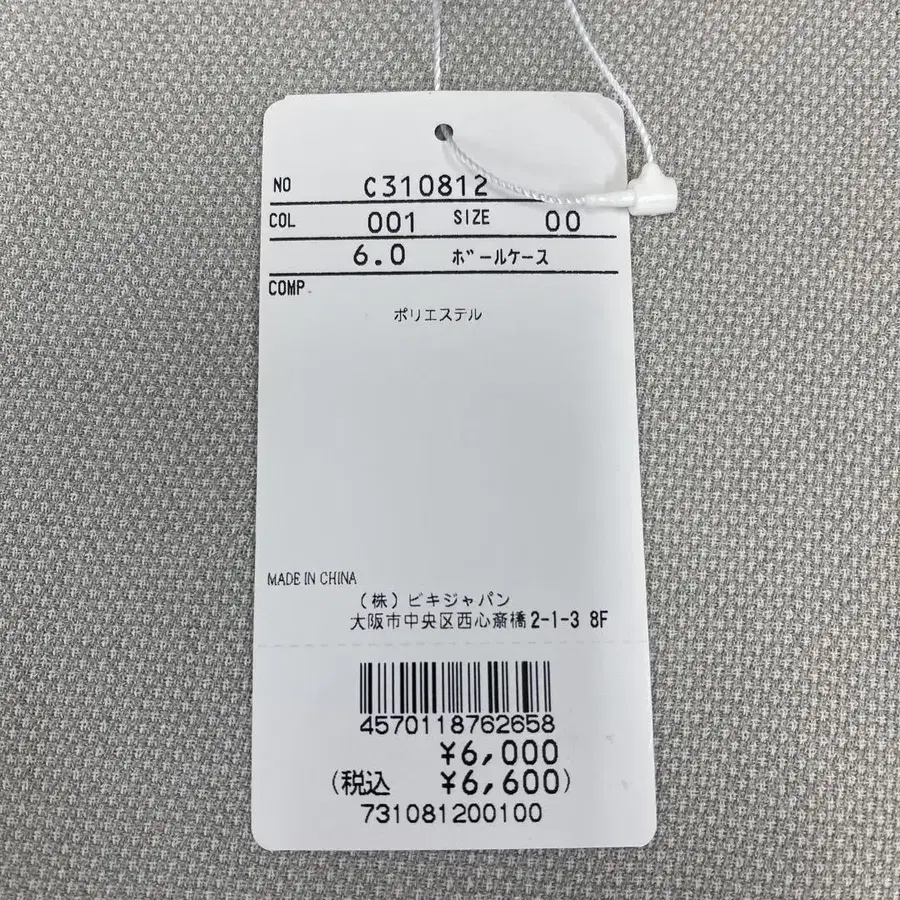 NO C310812
COL 001 SIZE 00
6.0 ボールケース
COMP.
ポリエステル
MADE IN CHINA
(株)ビキジャパン
大阪市中央区西心斎橋2-1-3 8F
4570118762658
¥6,000
(税込 ¥6,600)
731081200100